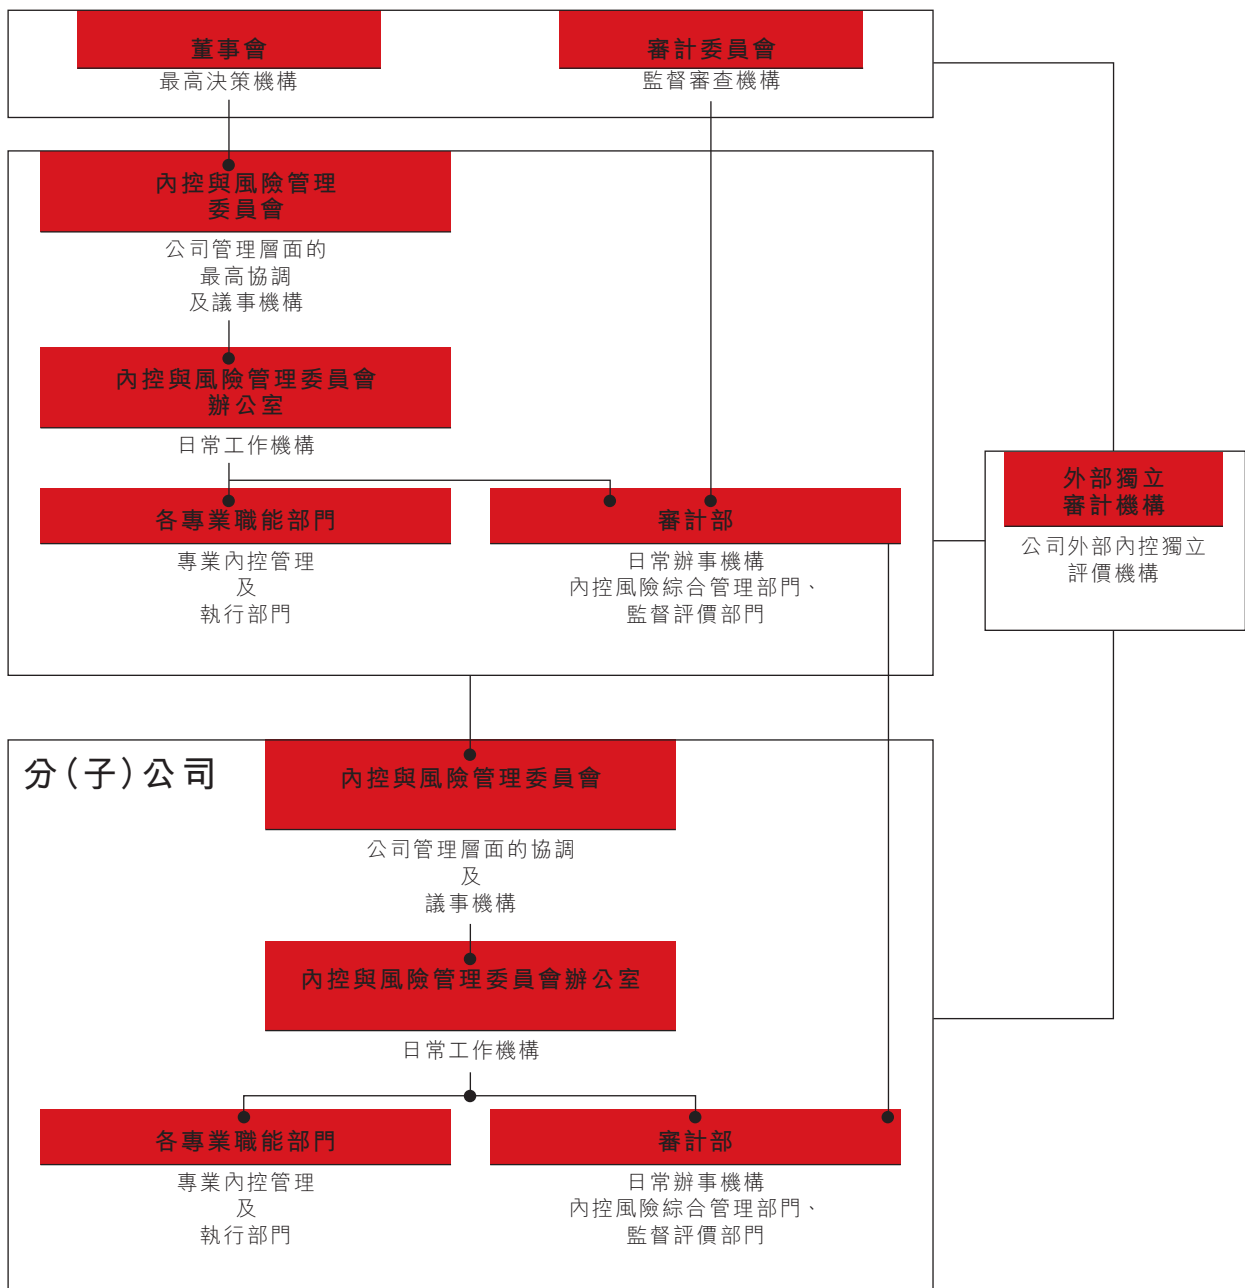 董事會
最高決策機構
審計委員會
監督審查機構
內控與風險管理
委員會
公司管理層面的
最高協調
及議事機構
內控與風險管理委員會
辦公室
日常工作機構
各專業職能部門
專業內控管理
及
執行部門
審計部
日常辦事機構
內控風險綜合管理部門、
監督評價部門
外部獨立
審計機構
公司外部內控獨立
評價機構
分(子)公司
內控與風險管理委員會
公司管理層面的協調
及
議事機構
內控與風險管理委員會辦公室
日常工作機構
各專業職能部門
專業內控管理
及
執行部門
審計部
日常辦事機構
內控風險綜合管理部門、
監督評價部門